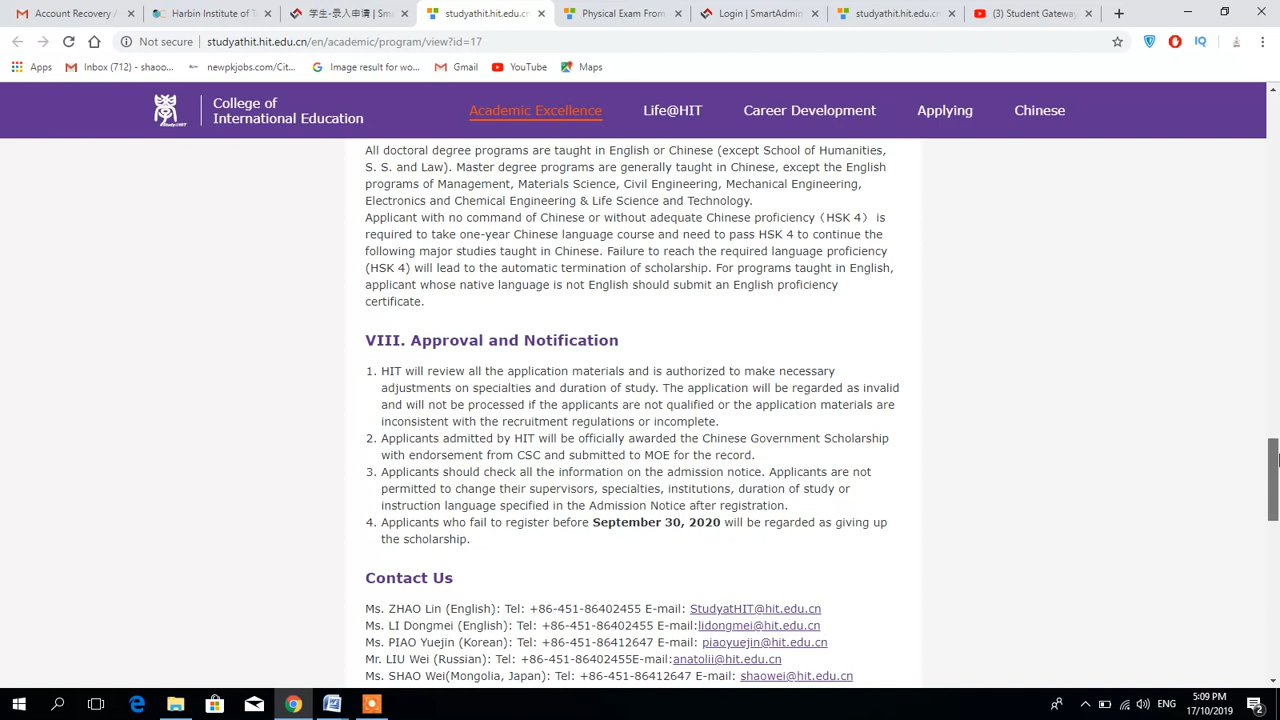 Account Recovery /
Harbin Institute of T
学生-录入申请 | Sma
studyathit.hit.edu.cn
Physical Exam From
Login | SmartAdmin
studyathit.hit.edu.cn
(3) Student Gateway
Not secure
studyathit.hit.edu.cn/en/academic/program/view?id=17
IQ
Apps
Inbox (712) - shaoo...
newpkjobs.com/Cit...
Image result for wo...
Gmail
YouTube
Maps
College of
International Education
Academic Excellence
Life@HIT
Career Development
Applying
Chinese
All doctoral degree programs are taught in English or Chinese (except School of Humanities,
S. S. and Law). Master degree programs are generally taught in Chinese, except the English
programs of Management, Materials Science, Civil Engineering, Mechanical Engineering,
Electronics and Chemical Engineering & Life Science and Technology.
Applicant with no command of Chinese or without adequate Chinese proficiency（HSK 4） is
required to take one-year Chinese language course and need to pass HSK 4 to continue the
following major studies taught in Chinese. Failure to reach the required language proficiency
(HSK 4) will lead to the automatic termination of scholarship. For programs taught in English,
applicant whose native language is not English should submit an English proficiency
certificate.
VIII. Approval and Notification
1. HIT will review all the application materials and is authorized to make necessary
adjustments on specialties and duration of study. The application will be regarded as invalid
and will not be processed if the applicants are not qualified or the application materials are
inconsistent with the recruitment regulations or incomplete.
2. Applicants admitted by HIT will be officially awarded the Chinese Government Scholarship
with endorsement from CSC and submitted to MOE for the record.
3. Applicants should check all the information on the admission notice. Applicants are not
permitted to change their supervisors, specialties, institutions, duration of study or
instruction language specified in the Admission Notice after registration.
4. Applicants who fail to register before September 30, 2020 will be regarded as giving up
the scholarship.
Contact Us
Ms. ZHAO Lin (English): Tel: +86-451-86402455 E-mail: StudyatHIT@hit.edu.cn
Ms. LI Dongmei (English): Tel: +86-451-86402455 E-mail:lidongmei@hit.edu.cn
Ms. PIAO Yuejin (Korean): Tel: +86-451-86412647 E-mail: piaoyuejin@hit.edu.cn
Mr. LIU Wei (Russian): Tel: +86-451-86402455E-mail:anatolii@hit.edu.cn
Ms. SHAO Wei(Mongolia, Japan): Tel: +86-451-86412647 E-mail: shaowei@hit.edu.cn
ENG
5:09 PM
17/10/2019
2